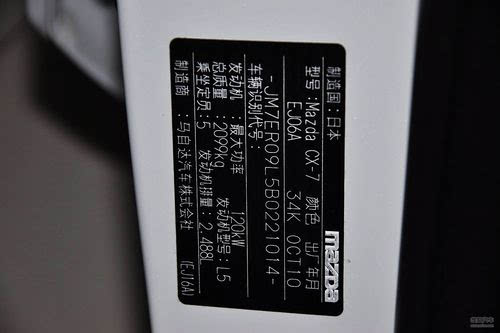 制造国:日本 mazda
型号:Mazda CX-7 颜色 出厂年月
EJ06A 34K OCT10
车辆识别代号:
-JM7ER09L5B0221014-
发动机:最大功率 120kW 发动机型号:L5
总质量:2099kg
乘坐定员:5 发动机排量:2.488L
制造商:马自达汽车株式会社 (EJ16A)